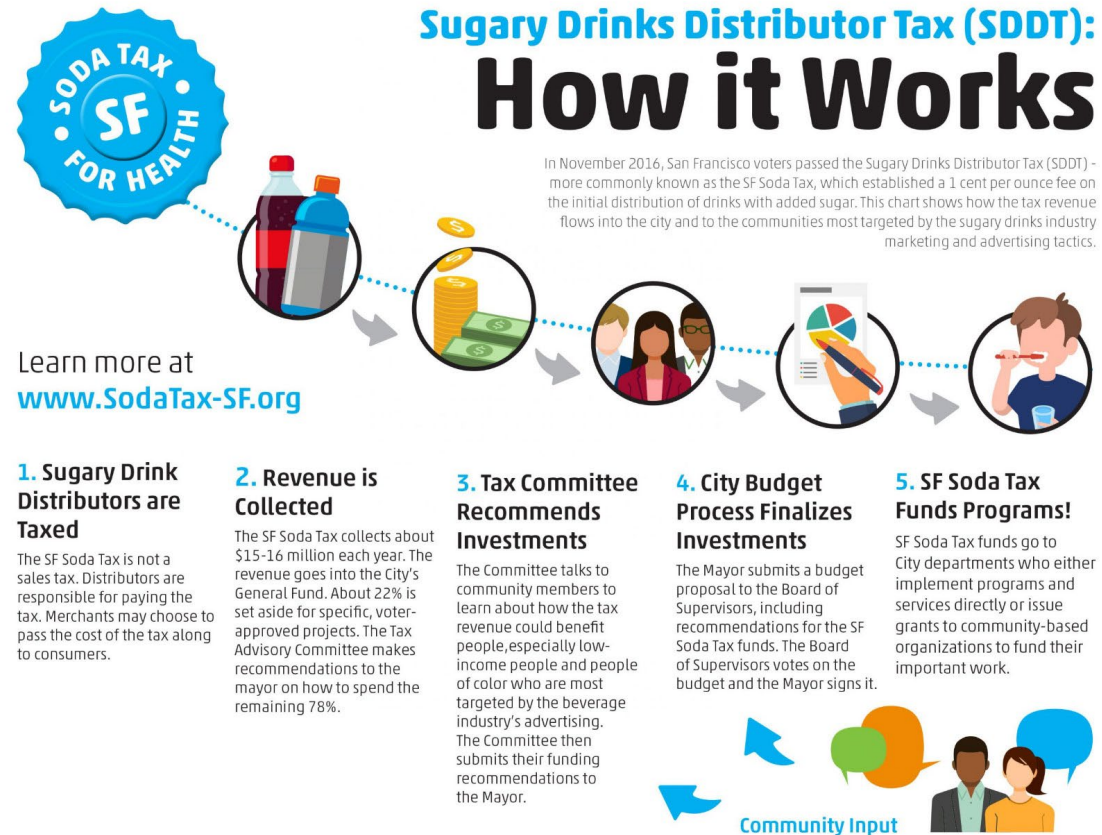 SODA TAX
SF
FOR HEALTH
Sugary Drinks Distributor Tax (SDDT):
How it Works
In November 2016, San Francisco voters passed the Sugary Drinks Distributor Tax (SDDT) -
more commonly known as the SF Soda Tax, which established a 1 cent per ounce fee on
the initial distribution of drinks with added sugar. This chart shows how the tax revenue
flows into the city and to the communities most targeted by the sugary drinks industry
marketing and advertising tactics.
Learn more at
www.SodaTax-SF.org
1. Sugary Drink
Distributors are
Taxed
The SF Soda Tax is not a
sales tax. Distributors are
responsible for paying the
tax. Merchants may choose to
pass the cost of the tax along
to consumers.
2. Revenue is
Collected
The SF Soda Tax collects about
$15-16 million each year. The
revenue goes into the City's
General Fund. About 22% is
set aside for specific, voter-
approved projects. The Tax
Advisory Committee makes
recommendations to the
mayor on how to spend the
remaining 78%.
3. Tax Committee
Recommends
Investments
The Committee talks to
community members to
learn about how the tax
revenue could benefit
people,especially low-
income people and people
of color who are most
targeted by the beverage
industry's advertising.
The Committee then
submits their funding
recommendations to
the Mayor.
4. City Budget
Process Finalizes
Investments
The Mayor submits a budget
proposal to the Board of
Supervisors, including
recommendations for the SF
Soda Tax funds. The Board
of Supervisors votes on the
budget and the Mayor signs it.
5. SF Soda Tax
Funds Programs!
SF Soda Tax funds go to
City departments who either
implement programs and
services directly or issue
grants to community-based
organizations to fund their
important work.
Community Input